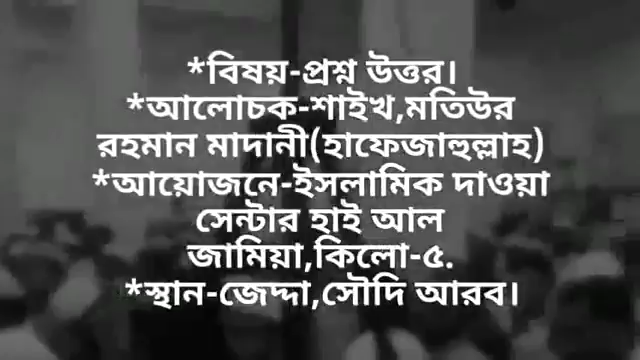 *বিষয়-প্রশ্ন উত্তর।
*আলোচক-শাইখ,মতিউর
রহমান মাদানী(হাফেজাহুল্লাহ)
*আয়োজনে-ইসলামিক দাওয়া
সেন্টার হাই আল
জামিয়া,কিলো-৫.
*স্থান-জেদ্দা,সৌদি আরব।